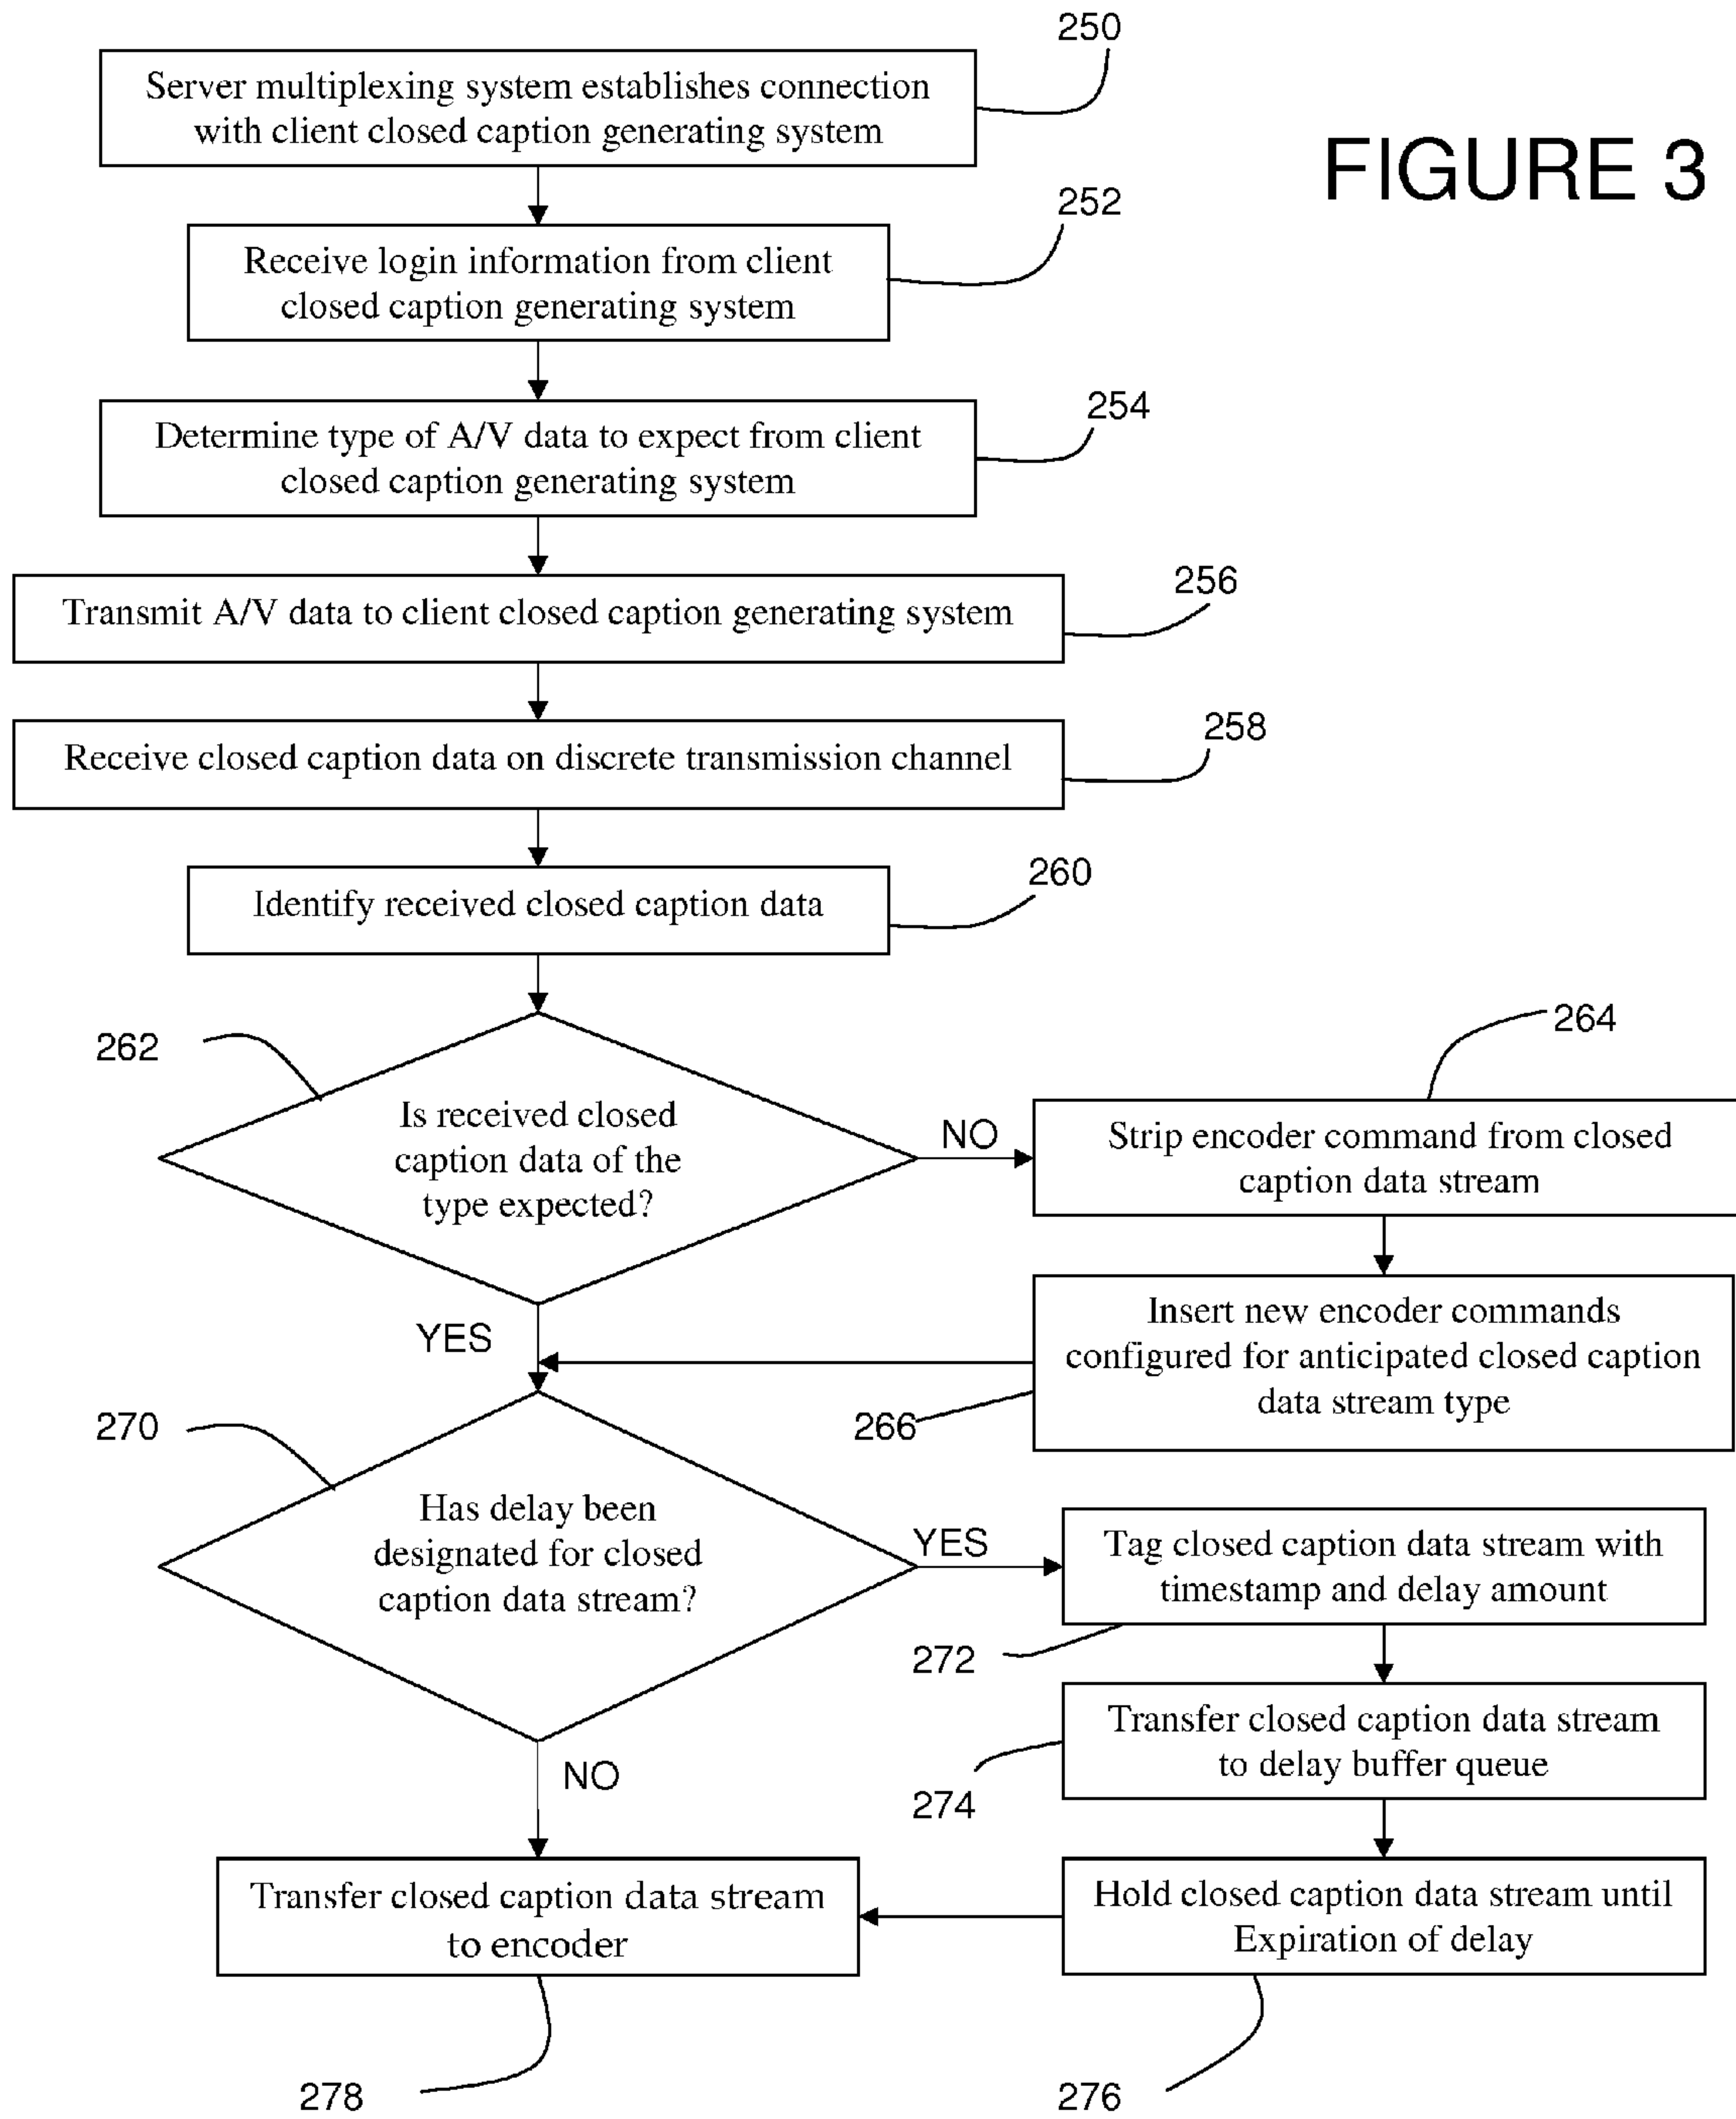 250
Server multiplexing system establishes connection
with client closed caption generating system
FIGURE 3
252
Receive login information from client
closed caption generating system
254
Determine type of A/V data to expect from client
closed caption generating system
256
Transmit A/V data to client closed caption generating system
258
Receive closed caption data on discrete transmission channel
260
Identify received closed caption data
262
Is received closed
caption data of the
type expected?
NO
264
Strip encoder command from closed
caption data stream
YES
Insert new encoder commands
configured for anticipated closed caption
data stream type
266
270
Has delay been
designated for closed
caption data stream?
YES
Tag closed caption data stream with
timestamp and delay amount
272
Transfer closed caption data stream
to delay buffer queue
274
NO
Transfer closed caption data stream
to encoder
Hold closed caption data stream until
Expiration of delay
278
276